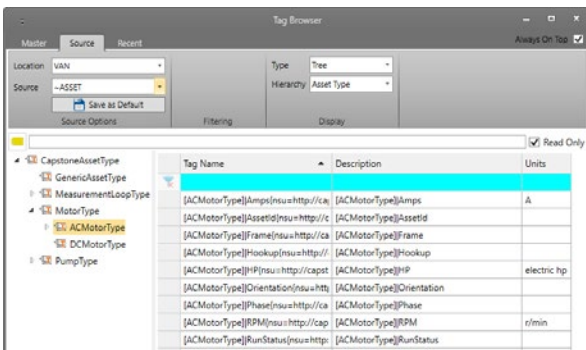 Tag Browser
Master Source Recent
Always On Top
Location VAN
Type Tree
Source ~ASSET
Hierarchy Asset Type
Save as Default
Source Options Filtering Display
Read Only
CapstoneAssetType
GenericAssetType
MeasurementLoopType
MotorType
ACMotorType
DCMotorType
PumpType
Tag Name Description Units
[ACMotorType]|Amps(nsu=http://cap [ACMotorType]|Amps A
[ACMotorType]|AssetId(nsu=http://c [ACMotorType]|AssetId
[ACMotorType]|Frame(nsu=http://ca [ACMotorType]|Frame
[ACMotorType]|Hookup(nsu=http:// [ACMotorType]|Hookup
[ACMotorType]|HP(nsu=http://capst [ACMotorType]|HP electric hp
[ACMotorType]|Orientation(nsu=http [ACMotorType]|Orientation
[ACMotorType]|Phase(nsu=http://ca [ACMotorType]|Phase
[ACMotorType]|RPM(nsu=http://cap [ACMotorType]|RPM r/min
[ACMotorType]|RunStatus(nsu=http: [ACMotorType]|RunStatus